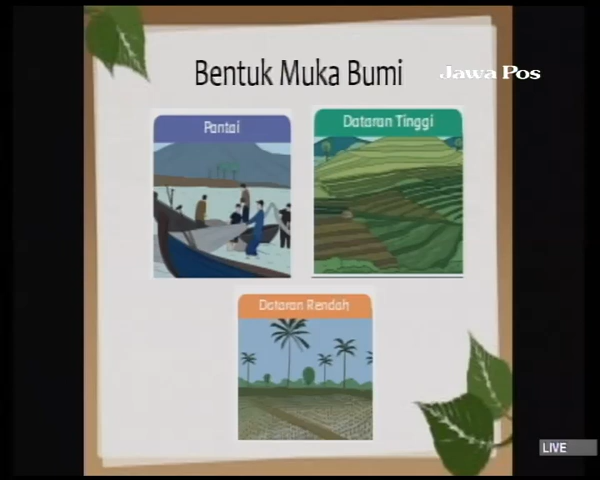 Bentuk Muka Bumi
Jawa Pos
Pantai
Dataran Tinggi
Dataran Rendah
LIVE